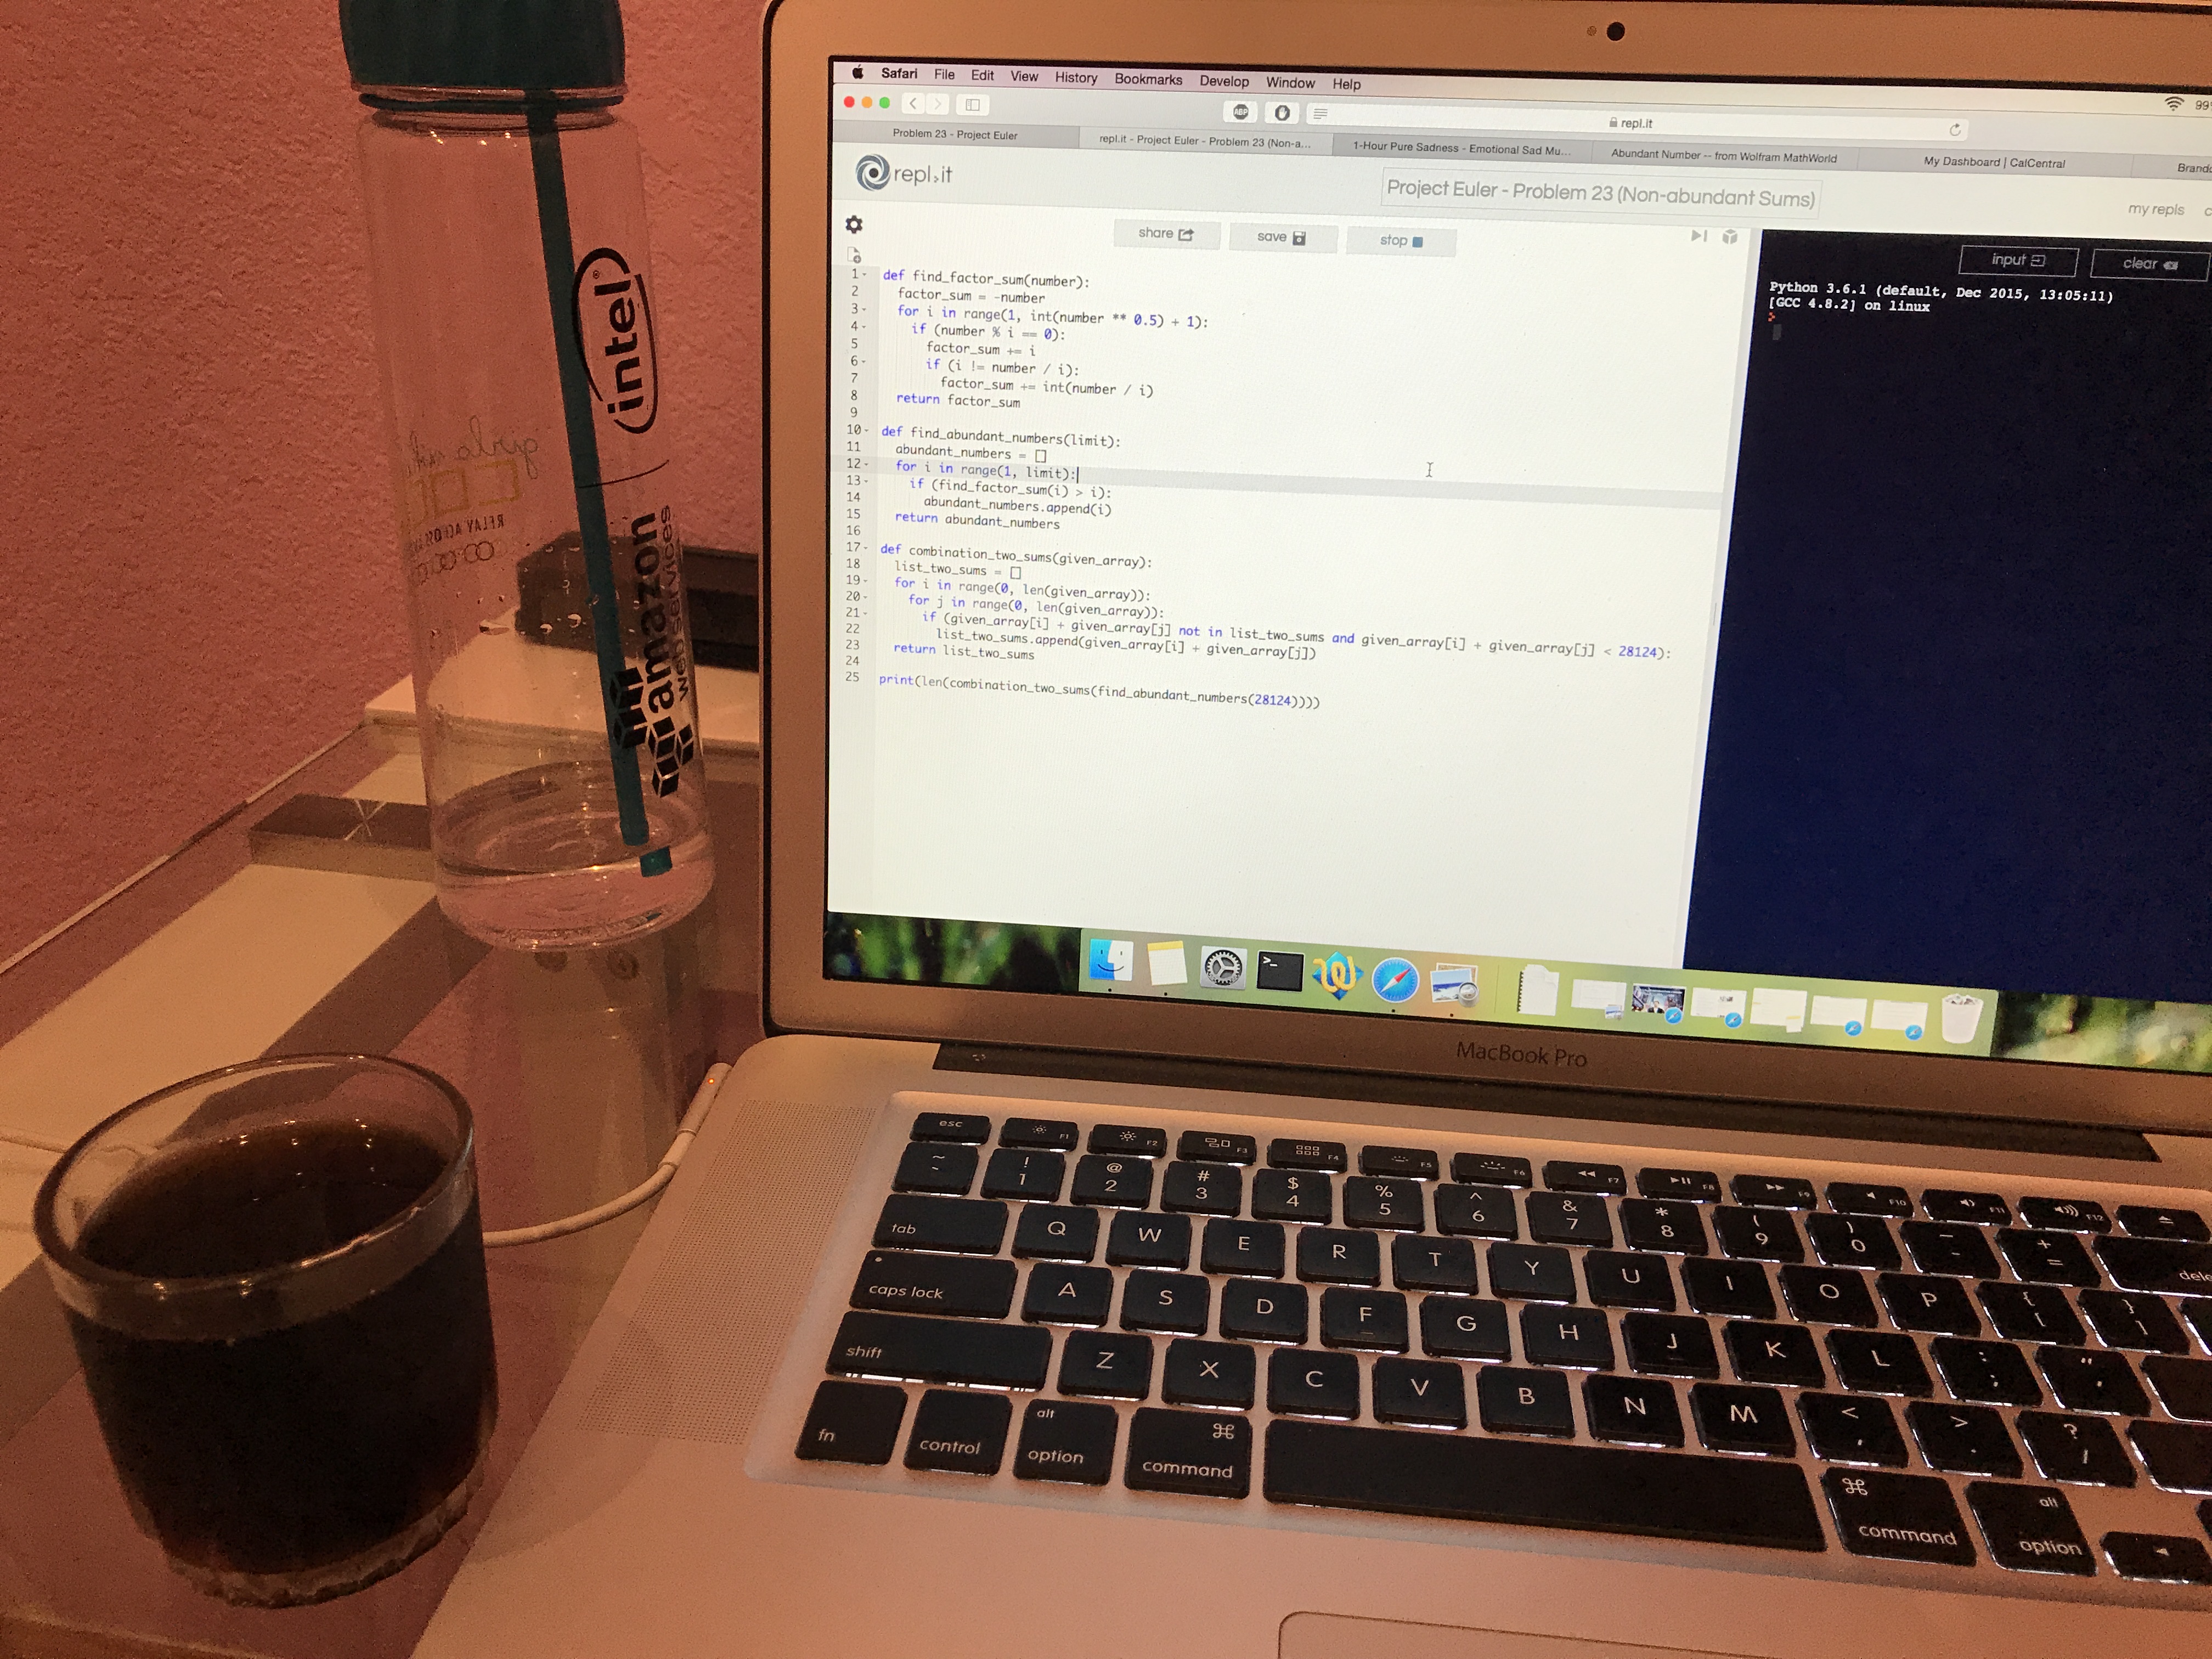 Safari File Edit View History Bookmarks Develop Window Help
99
ABP
repl.it
Problem 23 - Project Euler
repl.it - Project Euler - Problem 23 (Non-a...
1-Hour Pure Sadness - Emotional Sad Mu...
Abundant Number -- from Wolfram MathWorld
My Dashboard | CalCentral
Brand
repl.it
Project Euler - Problem 23 (Non-abundant Sums)
my repls
share save stop
input clear
1 def find_factor_sum(number):
2 factor_sum = -number
3 for i in range(1, int(number ** 0.5) + 1):
4 if (number % i == 0):
5 factor_sum += i
6 if (i != number / i):
7 factor_sum += int(number / i)
8 return factor_sum
9
10 def find_abundant_numbers(limit):
11 abundant_numbers = []
12 for i in range(1, limit):
13 if (find_factor_sum(i) > i):
14 abundant_numbers.append(i)
15 return abundant_numbers
16
17 def combination_two_sums(given_array):
18 list_two_sums = []
19 for i in range(0, len(given_array)):
20 for j in range(0, len(given_array)):
21 if (given_array[i] + given_array[j] not in list_two_sums and given_array[i] + given_array[j] < 28124):
22 list_two_sums.append(given_array[i] + given_array[j])
23 return list_two_sums
24
25 print(len(combination_two_sums(find_abundant_numbers(28124))))
Python 3.6.1 (default, Dec 2015, 13:05:11)
[GCC 4.8.2] on linux
>
intel
amazon
web services
RELAY
MacBook Pro
esc F1 F2 F3 F4 F5 F6 F7 F8 F9 F10 F11 F12
~ ! @ # $ % ^ & * ( ) _ +
` 1 2 3 4 5 6 7 8 9 0 - =
tab Q W E R T Y U I O P { [ } ]
caps lock A S D F G H J K L : ; " '
shift Z X C V B N M < , > . ? /
fn control alt option ⌘ command ⌘ command alt option